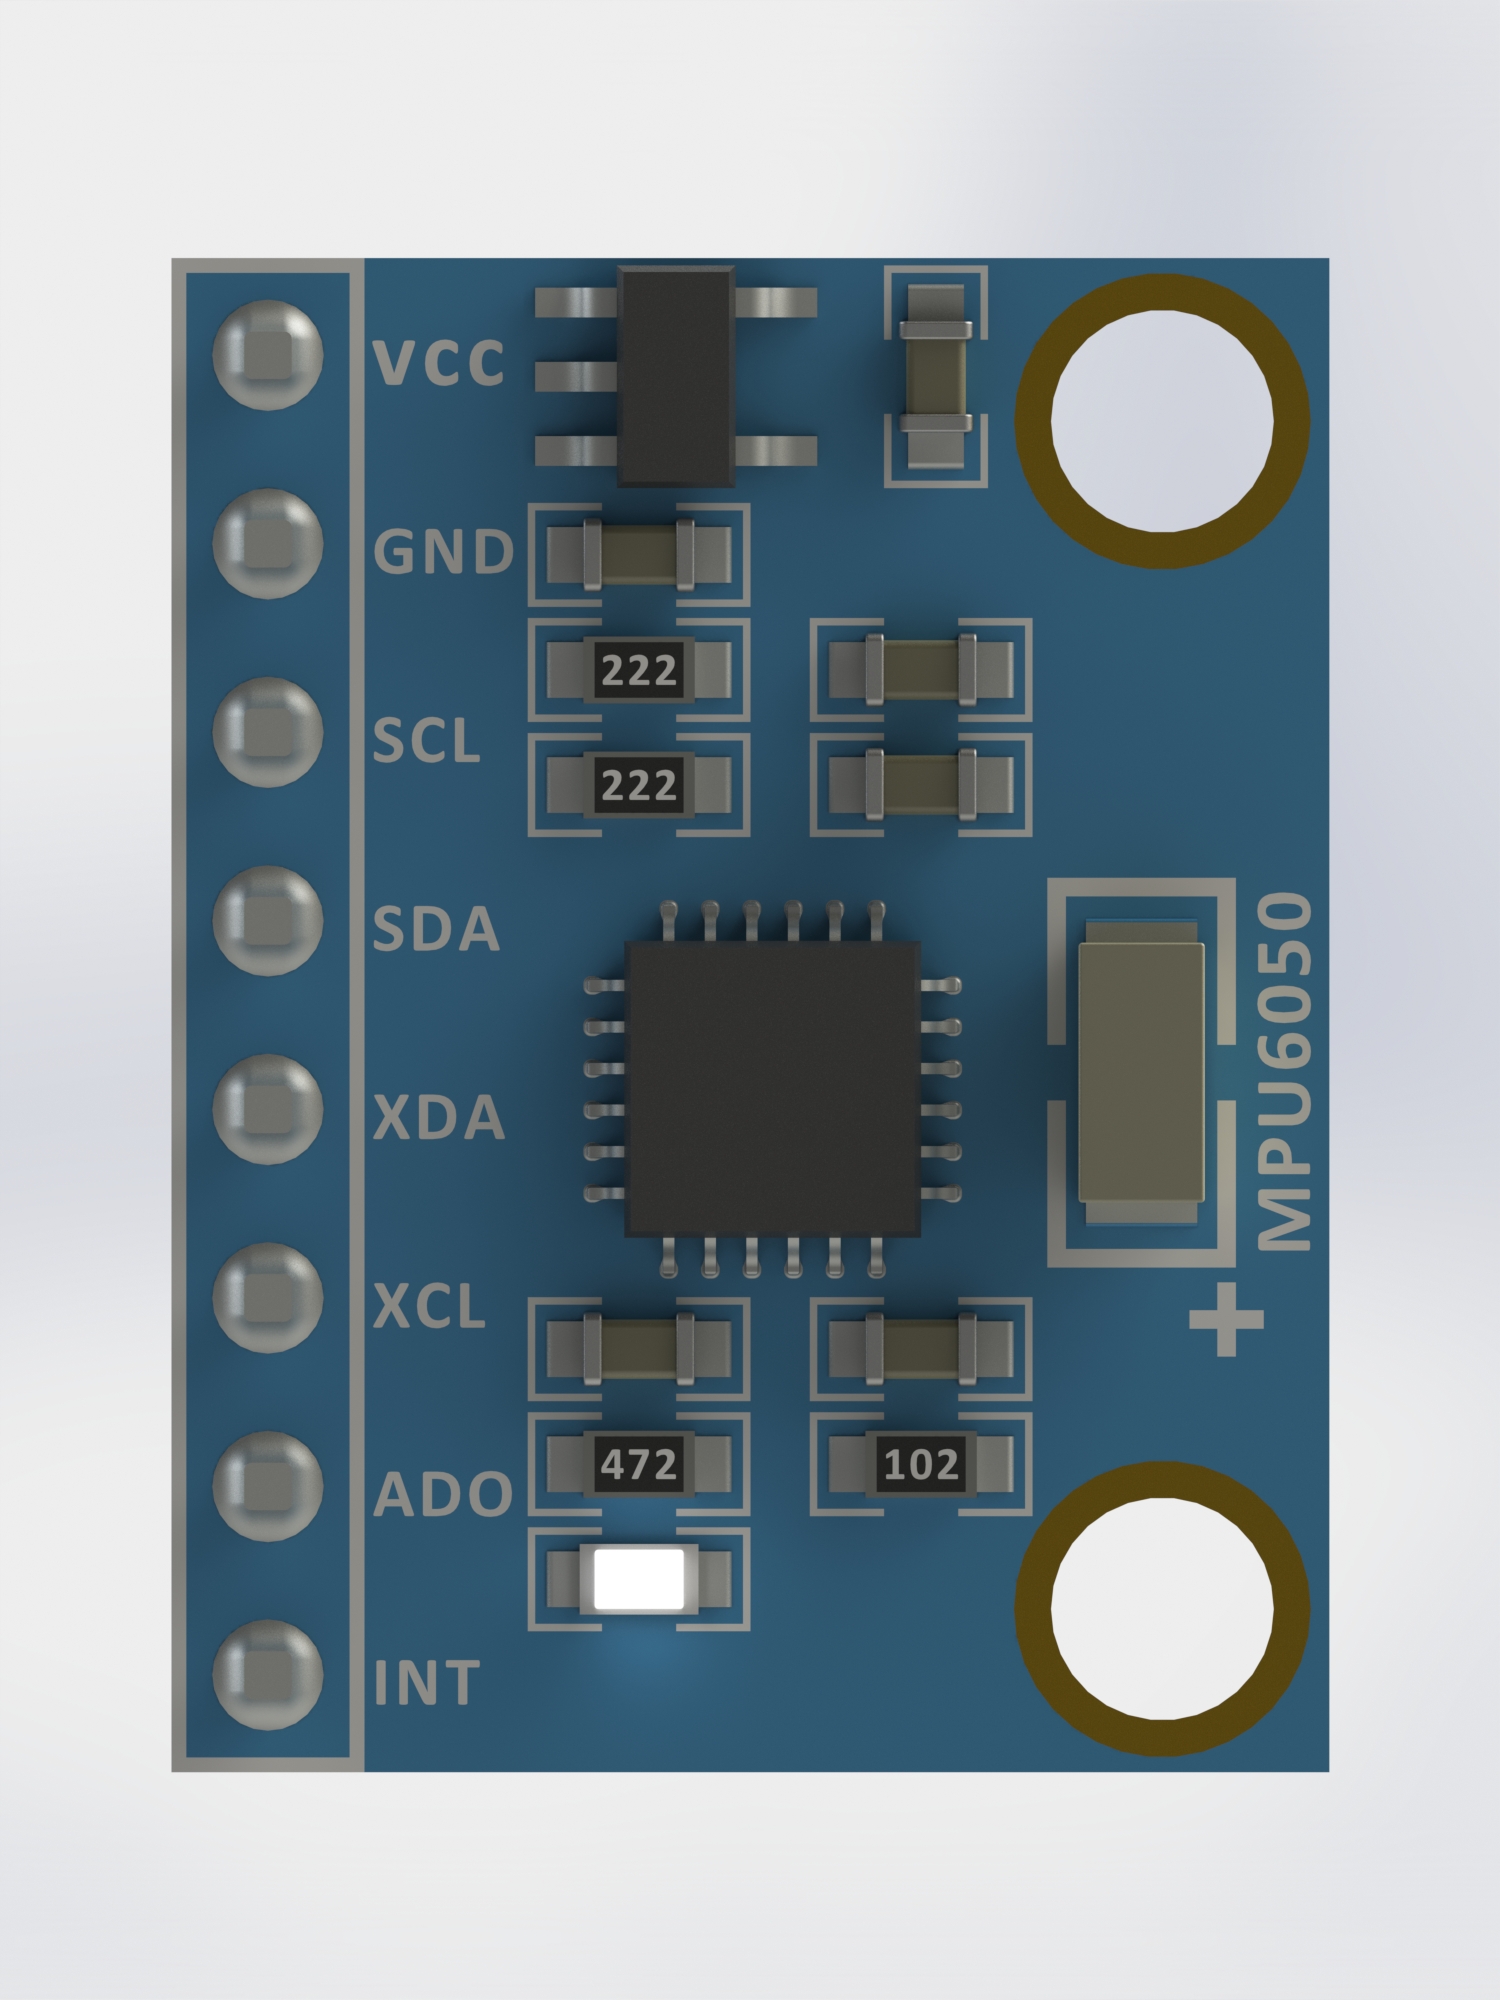 VCC
GND
222
SCL
222
SDA
MPU6050
XDA
XCL
+
472
102
ADO
INT